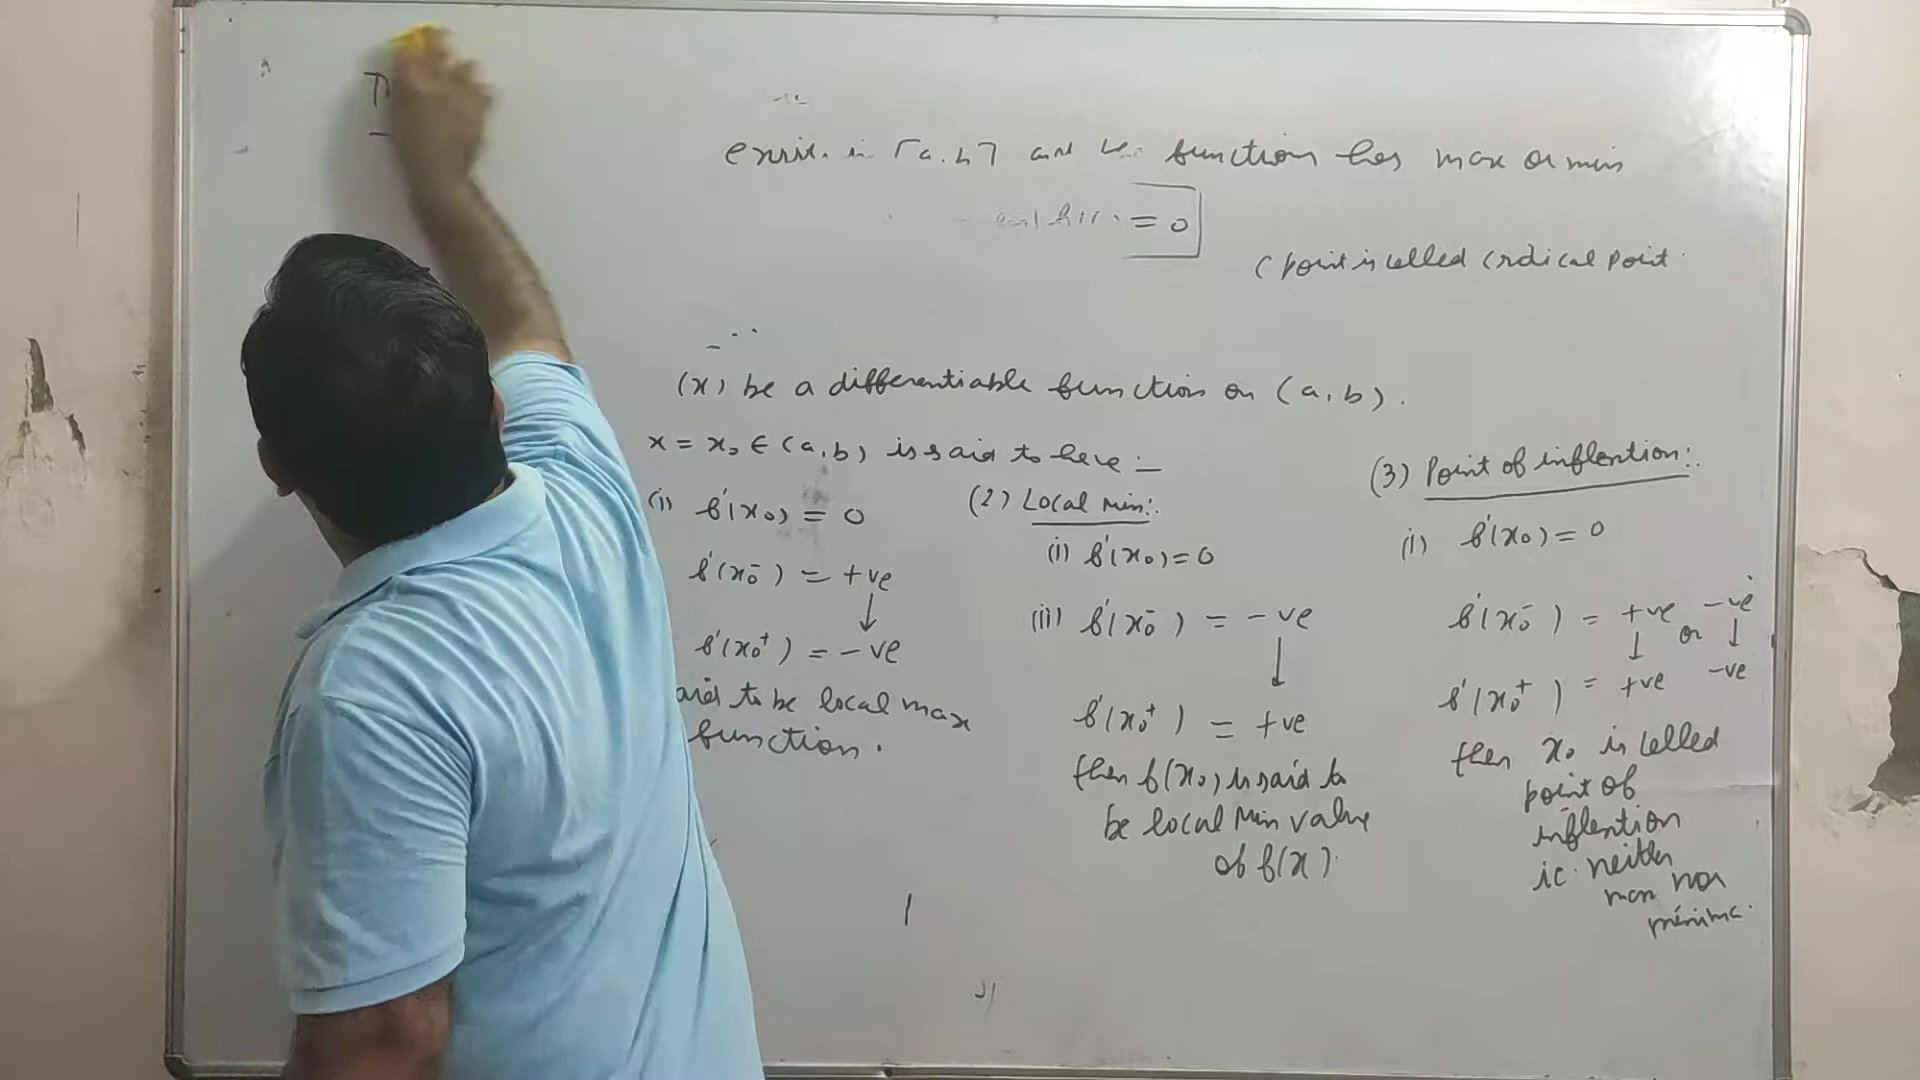 T
exist. in [a, b] and function has max or min
= 0
( point is called critical point.
(x) be a differentiable function on (a, b).
x = x₀ ∈ (a, b) is said to have :–
(i) f'(x₀) = 0
f'(x₀⁻) = +ve
↓
f'(x₀⁺) = -ve
to be local max
function.
(2) Local min:.
(i) f'(x₀) = 0
(ii) f'(x₀⁻) = -ve
↓
f'(x₀⁺) = +ve
then f(x₀) is said to
be local Min value
of f(x).
(3) Point of inflention:.
(i) f'(x₀) = 0
f'(x₀⁻) = +ve or -ve
↓ ↓
f'(x₀⁺) = +ve -ve
then x₀ is called
point of
inflention
ie. neither
max nor
minima.